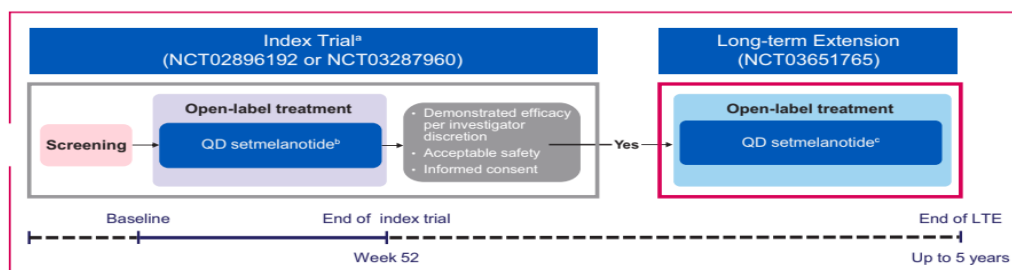 Index Trialᵃ
(NCT02896192 or NCT03287960)
Long-term Extension
(NCT03651765)
Screening
Open-label treatment
QD setmelanotideᵇ
• Demonstrated efficacy
per investigator
discretion
• Acceptable safety
• Informed consent
Yes
Open-label treatment
QD setmelanotideᶜ
Baseline
End of index trial
End of LTE
Week 52
Up to 5 years